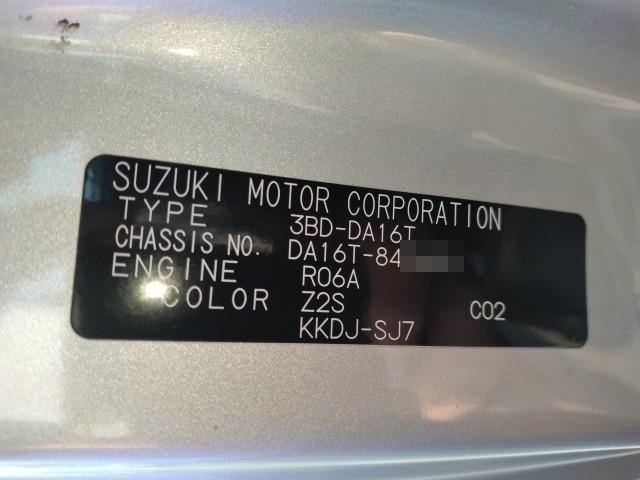 SUZUKI MOTOR CORPORATION
TYPE 3BD-DA16T
CHASSIS NO. DA16T-84
ENGINE R06A
COLOR Z2S C02
KKDJ-SJ7